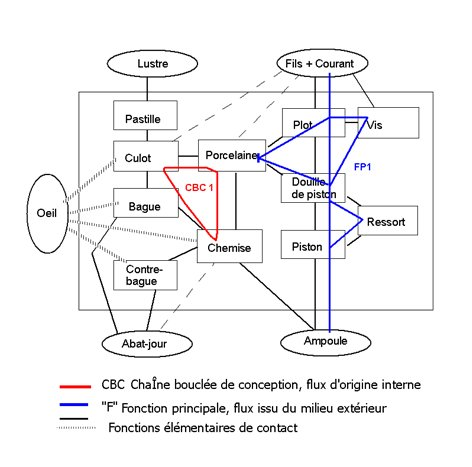 Lustre
Fils + Courant
Pastille
Plot
Vis
Culot
Porcelaine
CBC 1
FP1
Oeil
Bague
Douille
de piston
Ressort
Chemise
Piston
Contre-
bague
Abat-jour
Ampoule
CBC Chaîne bouclée de conception, flux d'origine interne
"F" Fonction principale, flux issu du milieu extérieur
Fonctions élémentaires de contact